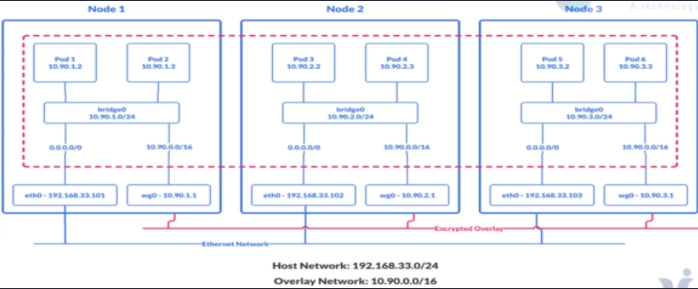 A technology
Node 1
Node 2
Node 3
Pod 1
10.90.1.2
Pod 2
10.90.1.3
Pod 3
10.90.2.2
Pod 4
10.90.2.3
Pod 5
10.90.3.2
Pod 6
10.90.3.3
bridge0
10.90.1.0/24
bridge0
10.90.2.0/24
bridge0
10.90.3.0/24
0.0.0.0/0
10.90.0.0/16
0.0.0.0/0
10.90.0.0/16
0.0.0.0/0
10.90.0.0/16
eth0 - 192.168.33.101
wg0 - 10.90.1.1
eth0 - 192.168.33.102
wg0 - 10.90.2.1
eth0 - 192.168.33.103
wg0 - 10.90.3.1
Encrypted Overlay
Ethernet Network
Host Network: 192.168.33.0/24
Overlay Network: 10.90.0.0/16